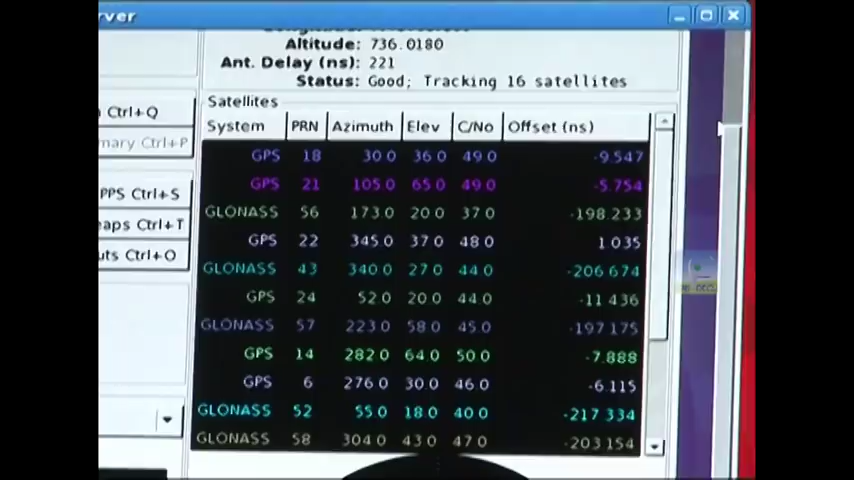 rver
Altitude: 736.0180
Ant. Delay (ns): 221
Status: Good; Tracking 16 satellites
Satellites
Ctrl+Q
System PRN Azimuth Elev C/No Offset (ns)
mary Ctrl+P
GPS 18 30.0 36.0 49.0 -9.547
GPS 21 105.0 65.0 49.0 -5.754
PPS Ctrl+S
GLONASS 56 173.0 20.0 37.0 -198.233
eaps Ctrl+T
GPS 22 345.0 37.0 48.0 1.035
uts Ctrl+O
GLONASS 43 340.0 27.0 44.0 -206.674
GPS 24 52.0 20.0 44.0 -11.436
GLONASS 57 223.0 58.0 45.0 -197.175
GPS 14 282.0 64.0 50.0 -7.888
GPS 6 276.0 30.0 46.0 -6.115
GLONASS 52 55.0 18.0 40.0 -217.334
GLONASS 58 304.0 43.0 47.0 -203.154